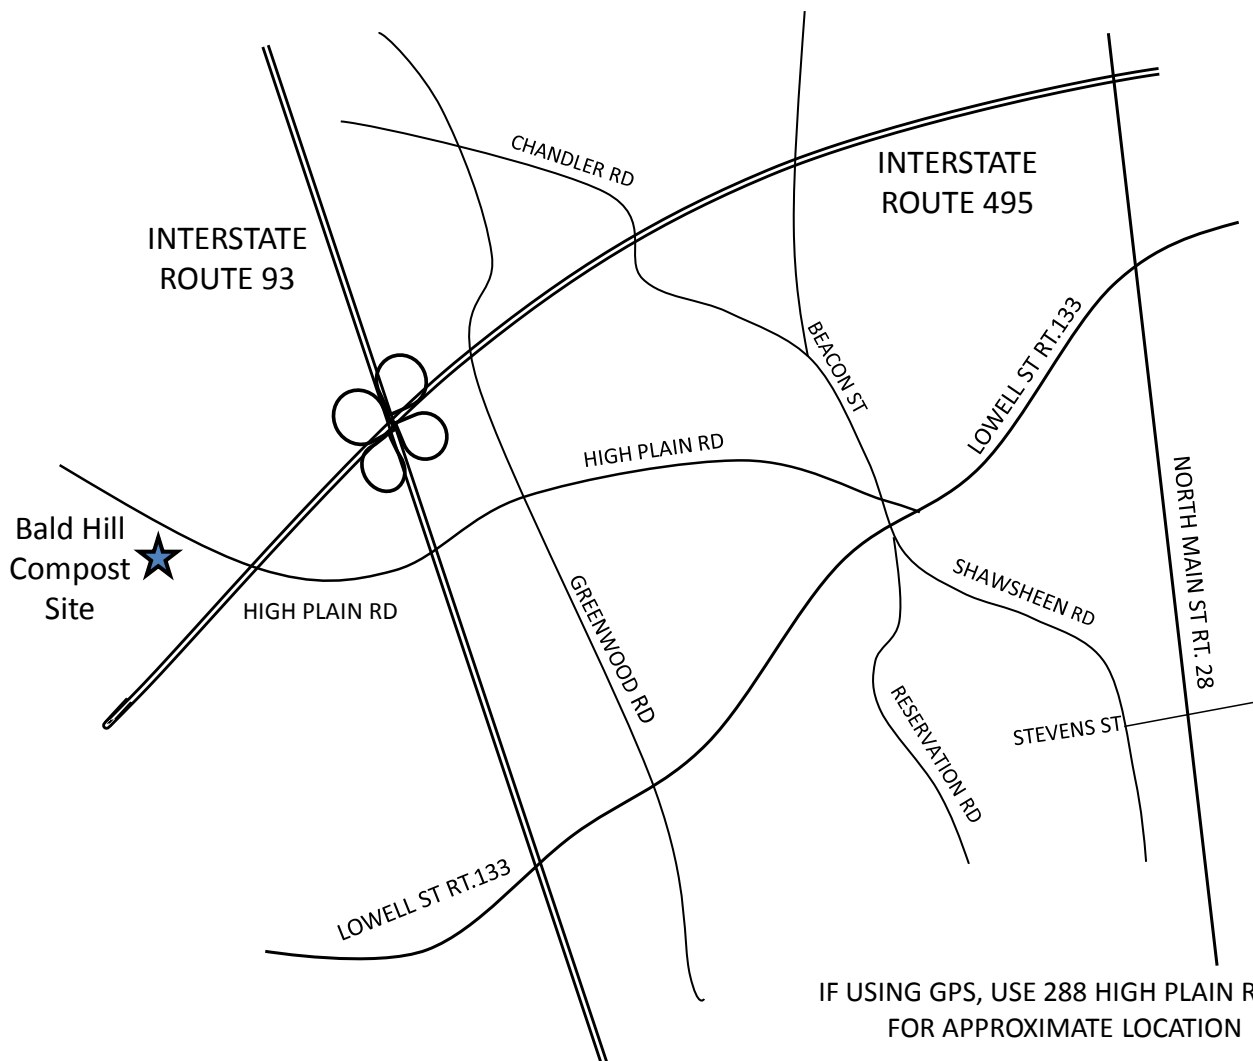 CHANDLER RD
INTERSTATE
ROUTE 495
INTERSTATE
ROUTE 93
BEACON ST
LOWELL ST RT.133
HIGH PLAIN RD
NORTH MAIN ST RT. 28
Bald Hill
Compost
Site
HIGH PLAIN RD
GREENWOOD RD
SHAWSHEEN RD
RESERVATION RD
STEVENS ST
LOWELL ST RT.133
IF USING GPS, USE 288 HIGH PLAIN R
FOR APPROXIMATE LOCATION